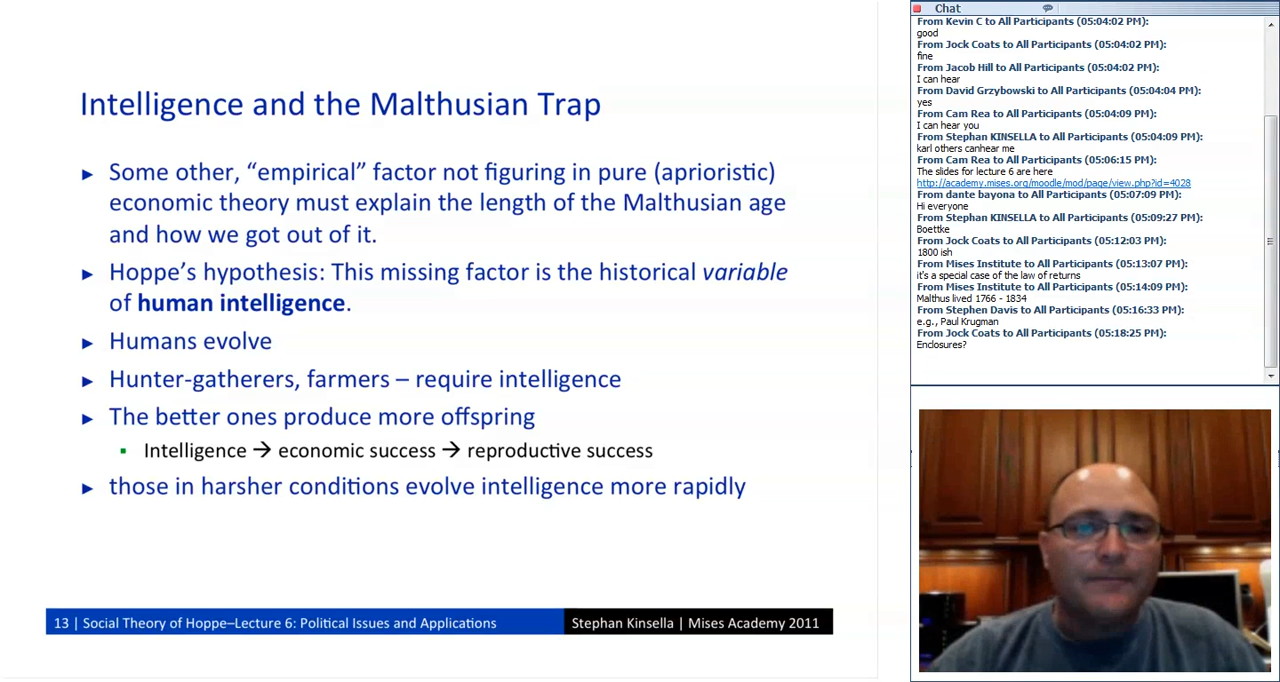 Intelligence and the Malthusian Trap
► Some other, “empirical” factor not figuring in pure (aprioristic)
economic theory must explain the length of the Malthusian age
and how we got out of it.
► Hoppe’s hypothesis: This missing factor is the historical variable
of human intelligence.
► Humans evolve
► Hunter-gatherers, farmers – require intelligence
► The better ones produce more offspring
▪ Intelligence → economic success → reproductive success
► those in harsher conditions evolve intelligence more rapidly
13 | Social Theory of Hoppe–Lecture 6: Political Issues and Applications
Stephan Kinsella | Mises Academy 2011
Chat
From Kevin C to All Participants (05:04:02 PM):
good
From Jock Coats to All Participants (05:04:02 PM):
fine
From Jacob Hill to All Participants (05:04:02 PM):
I can hear
From David Grzybowski to All Participants (05:04:04 PM):
yes
From Cam Rea to All Participants (05:04:09 PM):
I can hear you
From Stephan KINSELLA to All Participants (05:04:09 PM):
karl others canhear me
From Cam Rea to All Participants (05:06:15 PM):
The slides for lecture 6 are here
http://academy.mises.org/moodle/mod/page/view.php?id=4028
From dante bayona to All Participants (05:07:09 PM):
Hi everyone
From Stephan KINSELLA to All Participants (05:09:27 PM):
Boettke
From Jock Coats to All Participants (05:12:03 PM):
1800 ish
From Mises Institute to All Participants (05:13:07 PM):
it's a special case of the law of returns
From Mises Institute to All Participants (05:14:09 PM):
Malthus lived 1766 - 1834
From Stephen Davis to All Participants (05:16:33 PM):
e.g., Paul Krugman
From Jock Coats to All Participants (05:18:25 PM):
Enclosures?